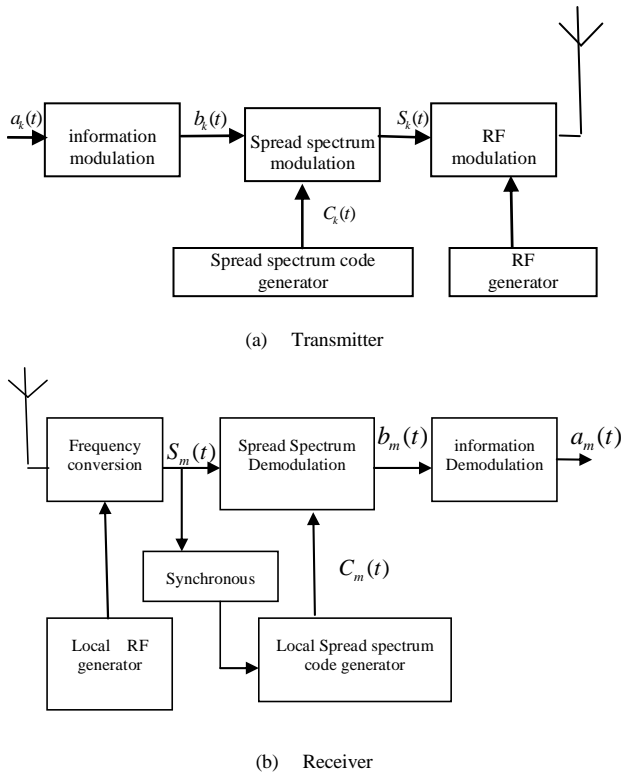 a_k(t)
information
modulation
b_k(t)
Spread spectrum
modulation
S_k(t)
RF
modulation
C_k(t)
Spread spectrum code
generator
RF
generator
(a) Transmitter
Frequency
conversion
S_m(t)
Spread Spectrum
Demodulation
b_m(t)
information
Demodulation
a_m(t)
Synchronous
C_m(t)
Local RF
generator
Local Spread spectrum
code generator
(b) Receiver